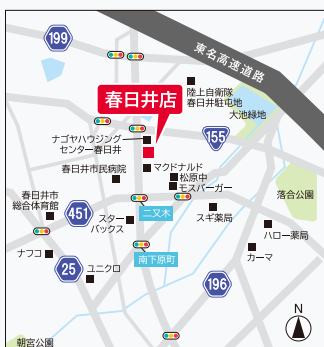 199
東名高速道路
陸上自衛隊
春日井駐屯地
大池緑地
春日井店
155
ナゴヤハウジング
センター春日井
マクドナルド
春日井市民病院
松原中
モスバーガー
落合公園
春日井市
総合体育館
451
二又木
スター
バックス
スギ薬局
ハロー薬局
ナフコ
南下原町
カーマ
25
ユニクロ
196
N
朝宮公園